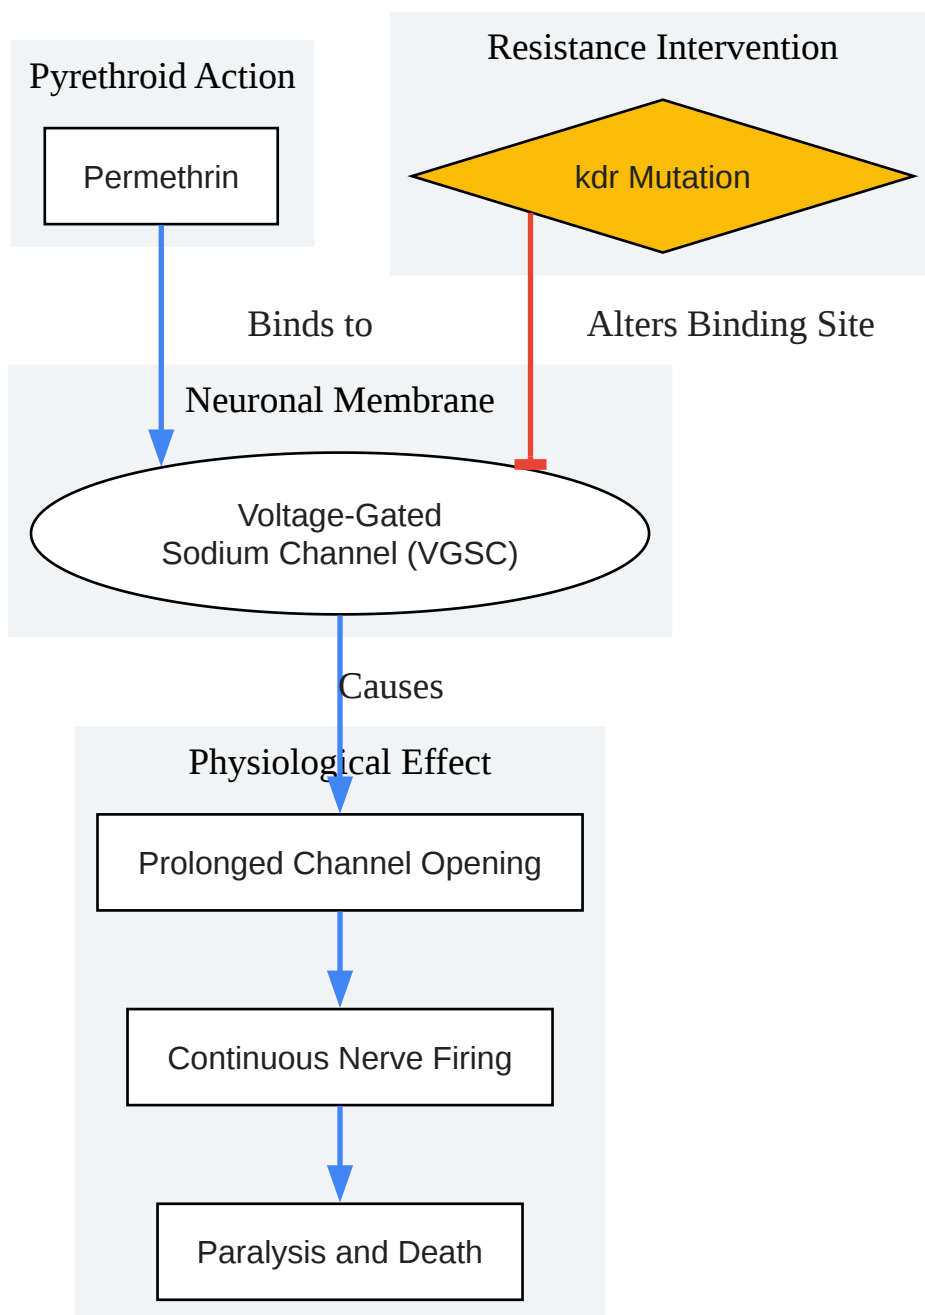 Pyrethroid Action
Resistance Intervention
Permethrin
kdr Mutation
Binds to
Alters Binding Site
Neuronal Membrane
Voltage-Gated
Sodium Channel (VGSC)
Causes
Physiological Effect
Prolonged Channel Opening
Continuous Nerve Firing
Paralysis and Death